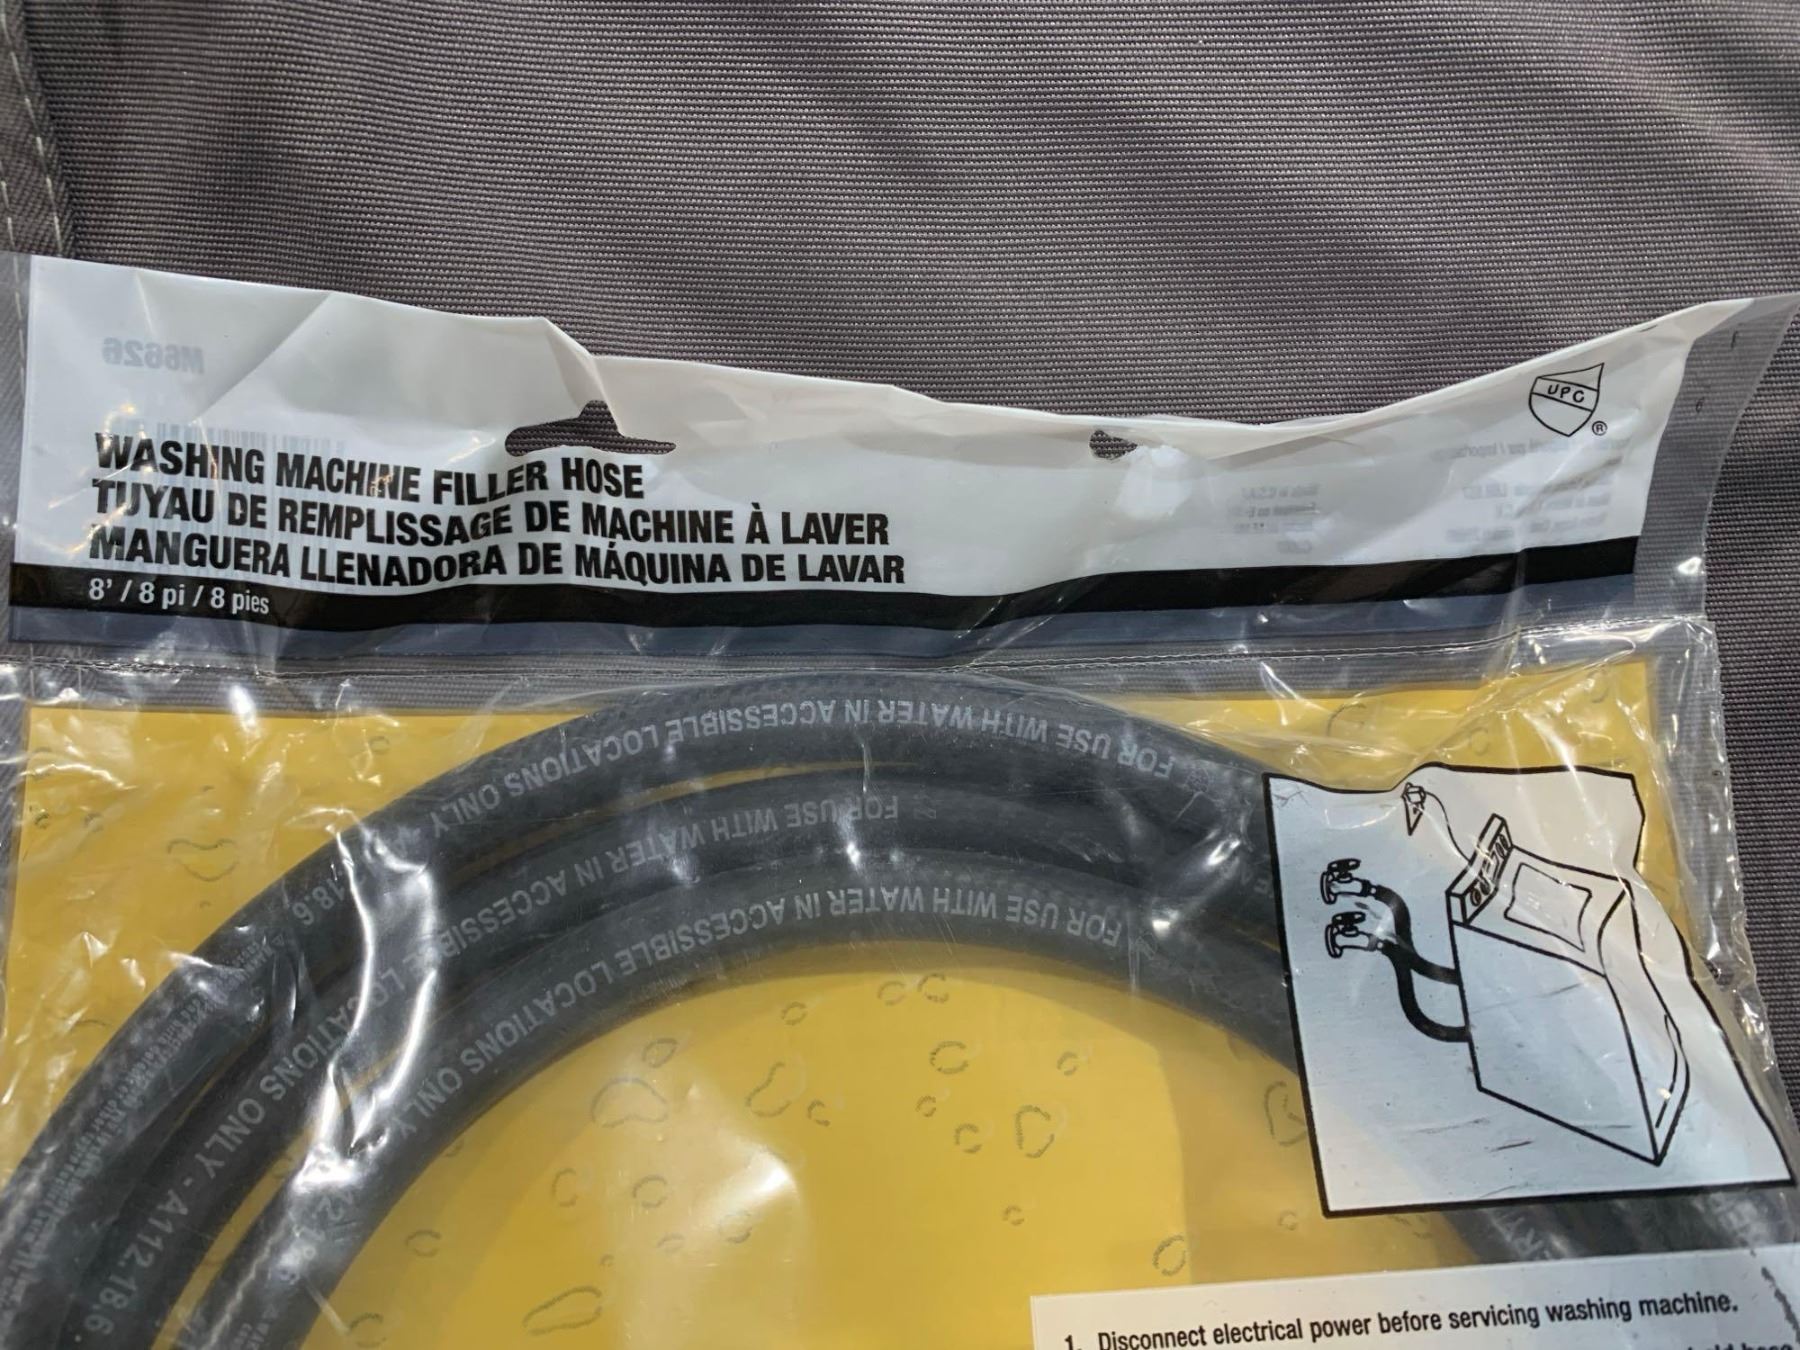 M6626
WASHING MACHINE FILLER HOSE
TUYAU DE REMPLISSAGE DE MACHINE À LAVER
MANGUERA LLENADORA DE MÁQUINA DE LAVAR
8' / 8 pi / 8 pies
UPC
®
FOR USE WITH WATER IN ACCESSIBLE LOCATIONS ONLY
18.6
FOR USE WITH WATER IN ACCESSIBLE LOCATIONS ONLY - A112.18.6
FOR USE WITH WATER IN ACCESSIBLE LOCATIONS ONLY
1. Disconnect electrical power before servicing washing machine.